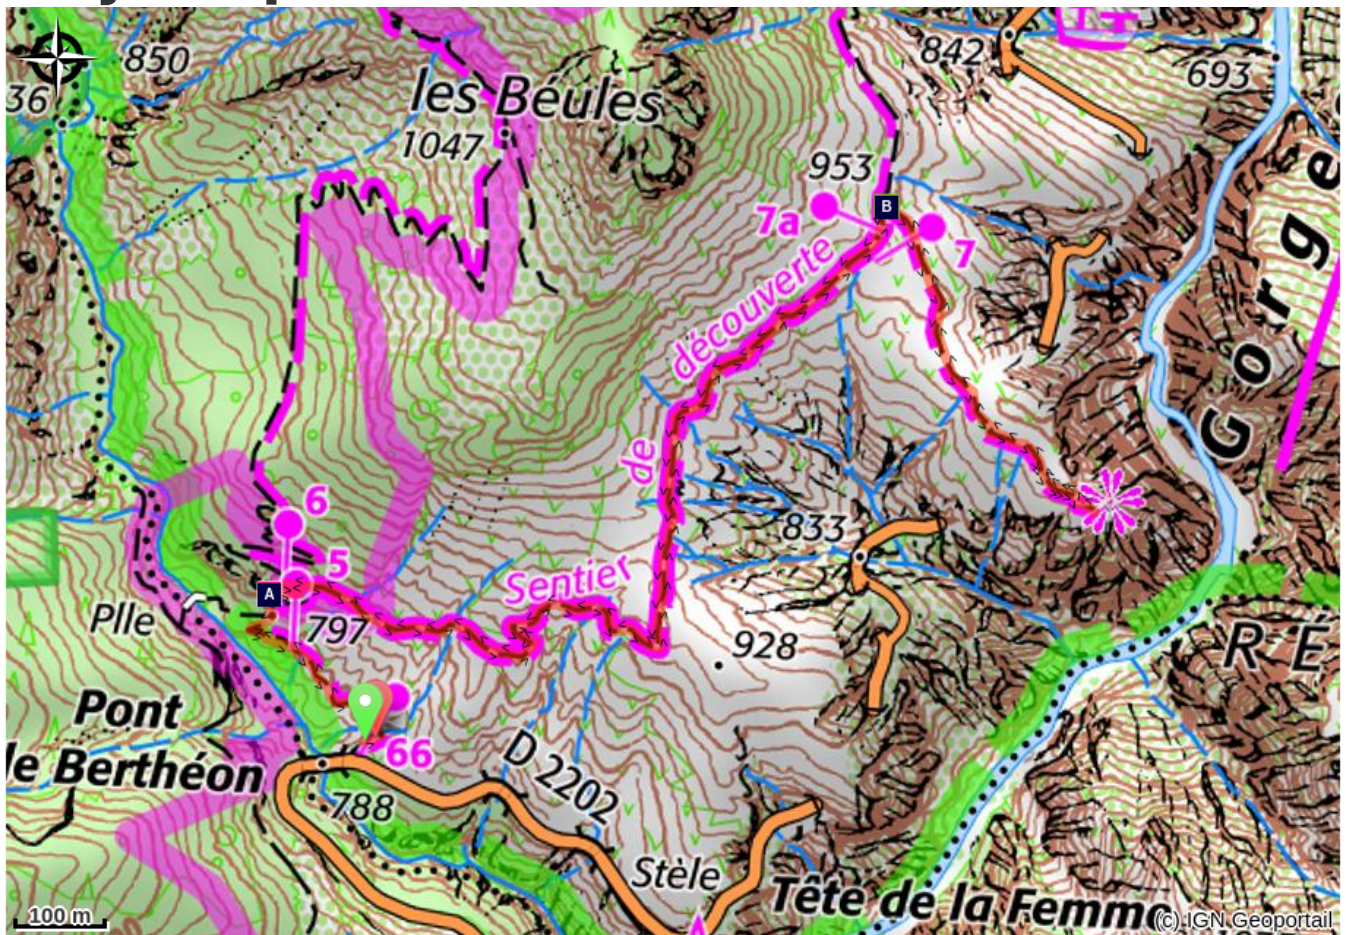 850
36
les Béules
1047
842
693
953
7a
B
7
découverte
Gorge
de
6
5
A
797
Sentier
833
928
Plle
R É
Pont
de Berthéon
66
D 2202
788
Stèle
Tête de la Femme
100 m
(c) IGN Geoportail